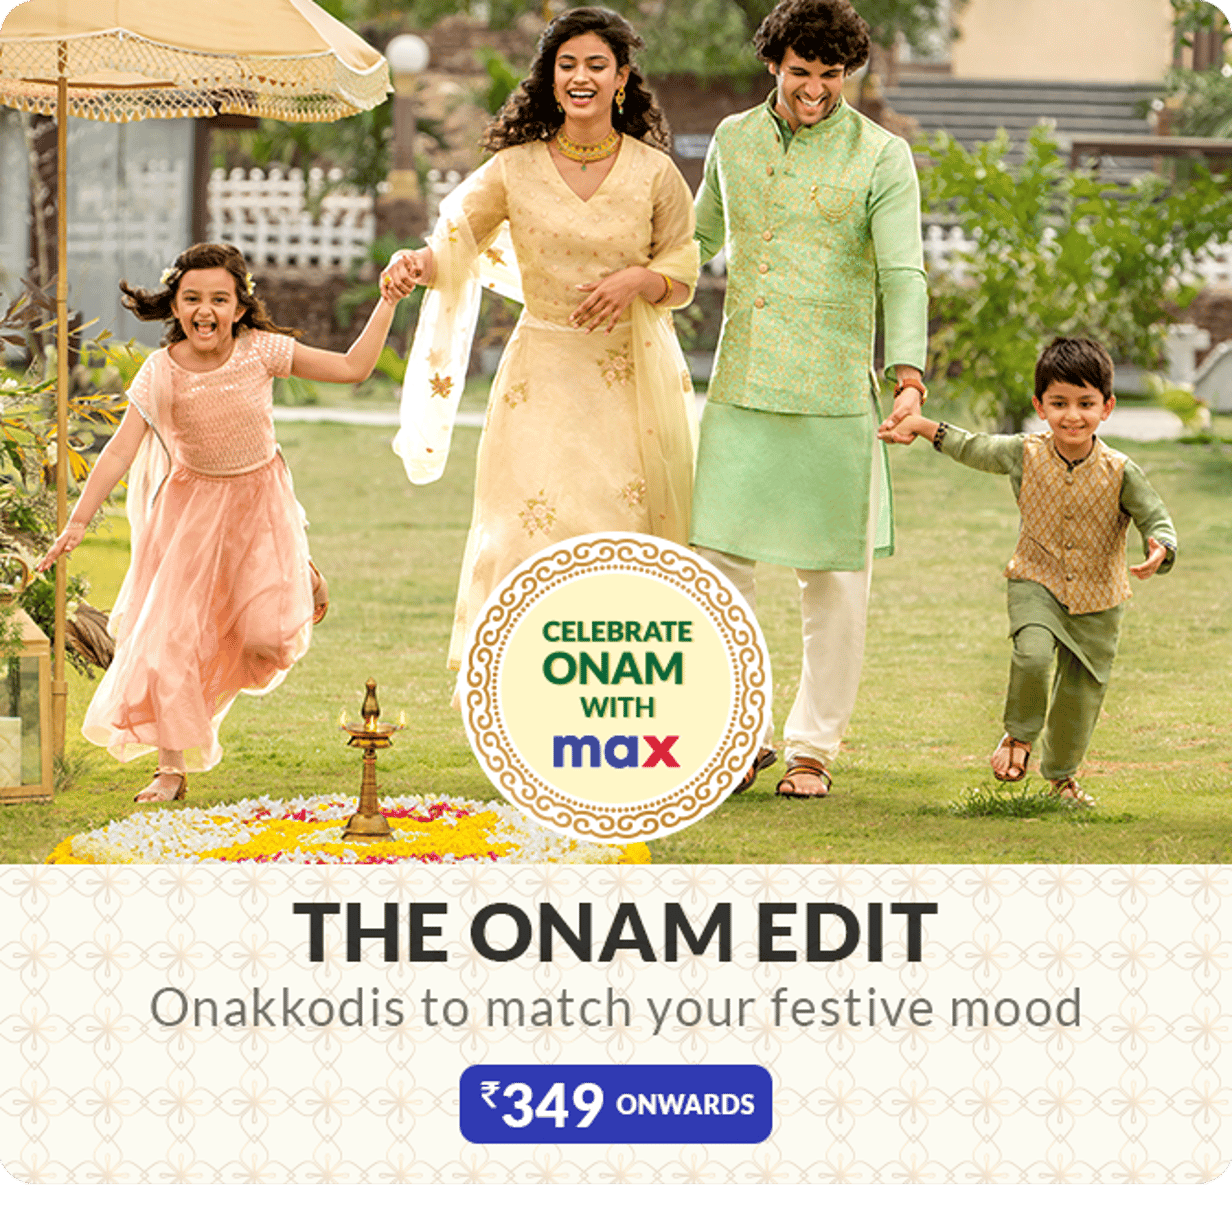 CELEBRATE
ONAM
WITH
max
THE ONAM EDIT
Onakkodis to match your festive mood
₹349 ONWARDS